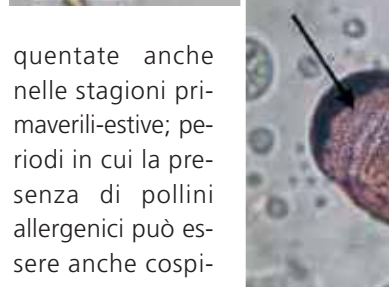 quentate anche
nelle stagioni pri-
maverili-estive; pe-
riodi in cui la pre-
senza di pollini
allergenici può es-
sere anche cospi-